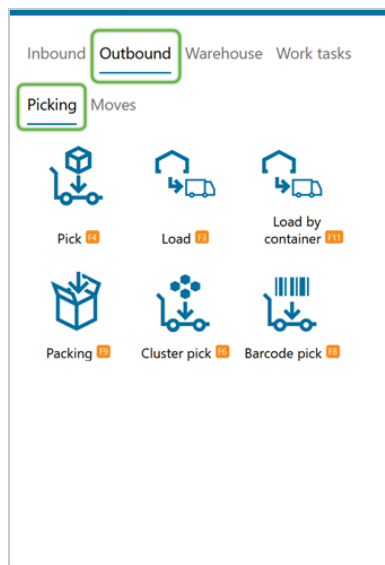 Inbound Outbound Warehouse Work tasks
Picking Moves
Pick F4
Load F3
Load by
container F11
Packing F9
Cluster pick F6
Barcode pick F8